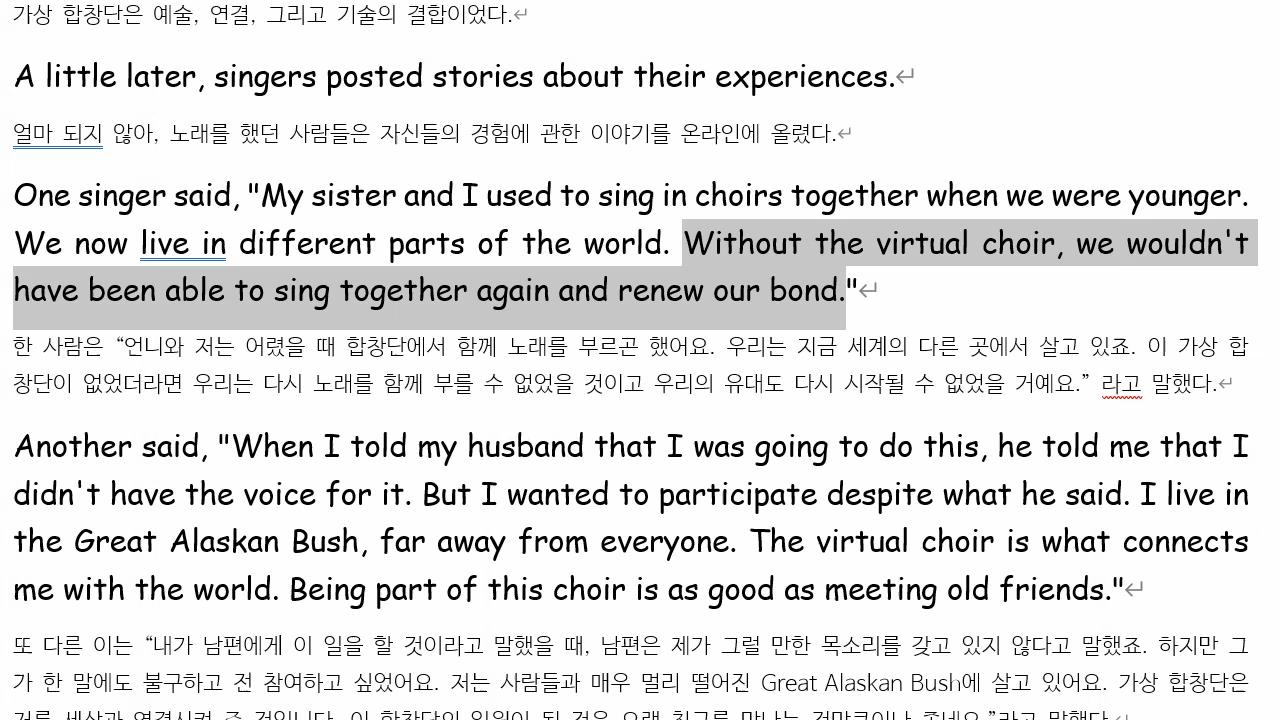 가상 합창단은 예술, 연결, 그리고 기술의 결합이었다.↵
A little later, singers posted stories about their experiences.↵
얼마 되지 않아, 노래를 했던 사람들은 자신들의 경험에 관한 이야기를 온라인에 올렸다.↵
One singer said, "My sister and I used to sing in choirs together when we were younger.
We now live in different parts of the world. Without the virtual choir, we wouldn't
have been able to sing together again and renew our bond."↵
한 사람은 “언니와 저는 어렸을 때 합창단에서 함께 노래를 부르곤 했어요. 우리는 지금 세계의 다른 곳에서 살고 있죠. 이 가상 합
창단이 없었더라면 우리는 다시 노래를 함께 부를 수 없었을 것이고 우리의 유대도 다시 시작될 수 없었을 거예요.” 라고 말했다.↵
Another said, "When I told my husband that I was going to do this, he told me that I
didn't have the voice for it. But I wanted to participate despite what he said. I live in
the Great Alaskan Bush, far away from everyone. The virtual choir is what connects
me with the world. Being part of this choir is as good as meeting old friends."↵
또 다른 이는 “내가 남편에게 이 일을 할 것이라고 말했을 때, 남편은 제가 그럴 만한 목소리를 갖고 있지 않다고 말했죠. 하지만 그
가 한 말에도 불구하고 전 참여하고 싶었어요. 저는 사람들과 매우 멀리 떨어진 Great Alaskan Bush에 살고 있어요. 가상 합창단은